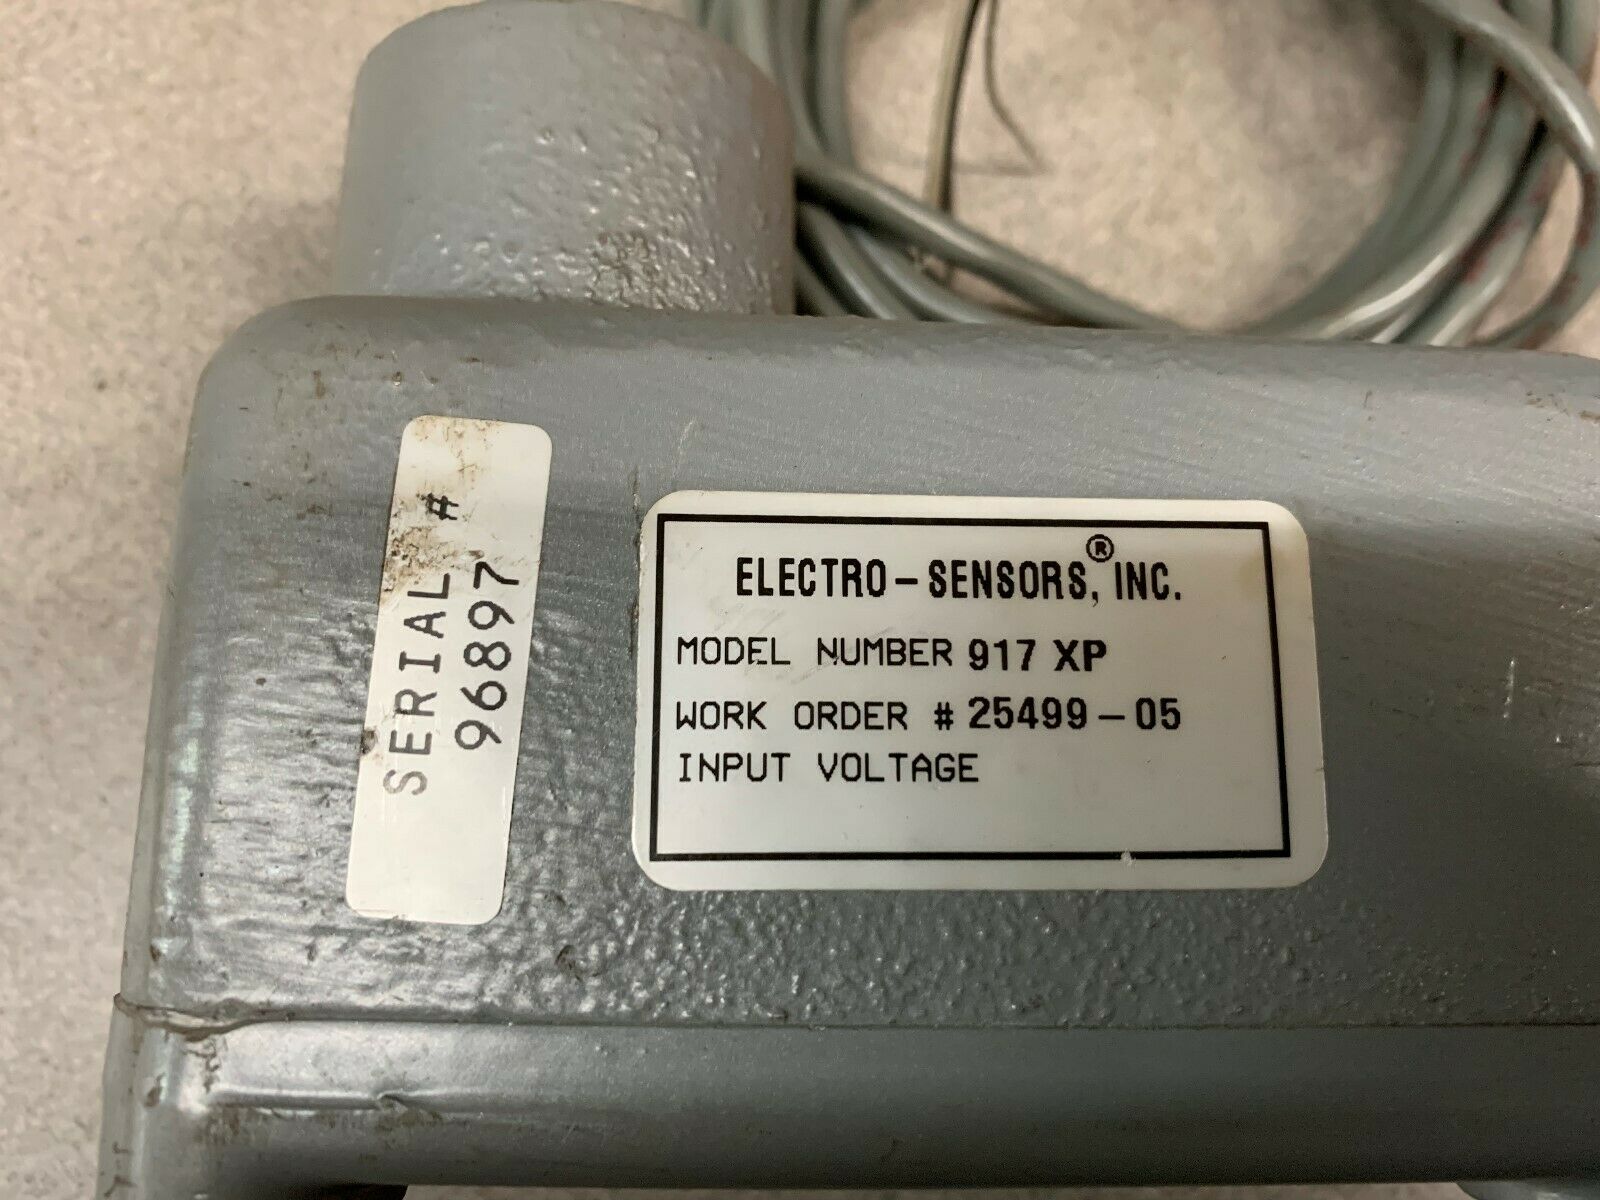 SERIAL #
96897
ELECTRO-SENSORS,® INC.
MODEL NUMBER 917 XP
WORK ORDER # 25499-05
INPUT VOLTAGE